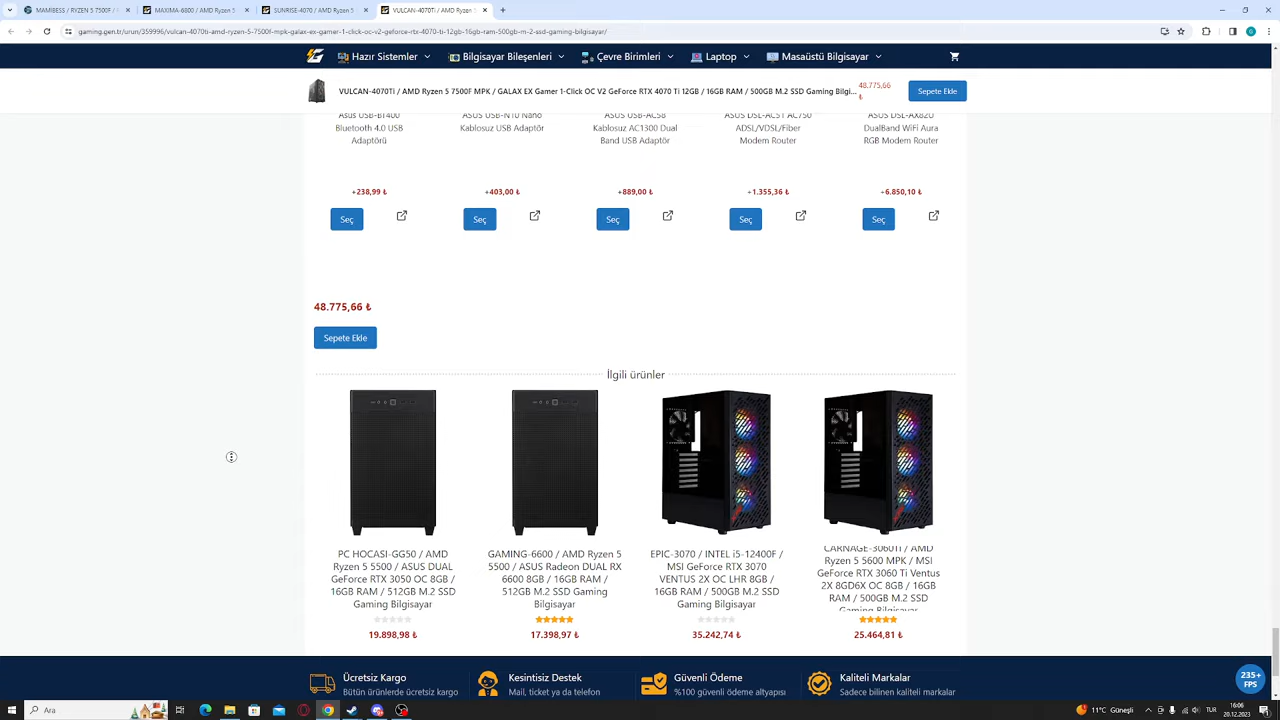 MAMİBESS / RYZEN 5 7500F / M
MAXIMA-6800 / AMD Ryzen 5
SUNRISE-4070 / AMD Ryzen 5
VULCAN-4070Ti / AMD Ryzen 5
gaming.gen.tr/urun/359996/vulcan-4070ti-amd-ryzen-5-7500f-mpk-galax-ex-gamer-1-click-oc-v2-geforce-rtx-4070-ti-12gb-16gb-ram-500gb-m-2-ssd-gaming-bilgisayar/
Hazır Sistemler
Bilgisayar Bileşenleri
Çevre Birimleri
Laptop
Masaüstü Bilgisayar
VULCAN-4070Ti / AMD Ryzen 5 7500F MPK / GALAX EX Gamer 1-Click OC V2 GeForce RTX 4070 Ti 12GB / 16GB RAM / 500GB M.2 SSD Gaming Bilgi...
48.775,66
₺
Sepete Ekle
Asus USB-BT400
Bluetooth 4.0 USB
Adaptörü
ASUS USB-N10 Nano
Kablosuz USB Adaptör
ASUS USB-AC58
Kablosuz AC1300 Dual
Band USB Adaptör
ASUS DSL-AC51 AC750
ADSL/VDSL/Fiber
Modem Router
ASUS DSL-AX82U
DualBand WiFi Aura
RGB Modem Router
+238,99 ₺
+403,00 ₺
+889,00 ₺
+1.355,36 ₺
+6.850,10 ₺
Seç
Seç
Seç
Seç
Seç
48.775,66 ₺
Sepete Ekle
İlgili ürünler
PC HOCASI-GG50 / AMD
Ryzen 5 5500 / ASUS DUAL
GeForce RTX 3050 OC 8GB /
16GB RAM / 512GB M.2 SSD
Gaming Bilgisayar
19.898,98 ₺
GAMING-6600 / AMD Ryzen 5
5500 / ASUS Radeon DUAL RX
6600 8GB / 16GB RAM /
512GB M.2 SSD Gaming
Bilgisayar
17.398,97 ₺
EPIC-3070 / INTEL i5-12400F /
MSI GeForce RTX 3070
VENTUS 2X OC LHR 8GB /
16GB RAM / 500GB M.2 SSD
Gaming Bilgisayar
35.242,74 ₺
CARNAGE-3060Ti / AMD
Ryzen 5 5600 MPK / MSI
GeForce RTX 3060 Ti Ventus
2X 8GD6X OC 8GB / 16GB
RAM / 500GB M.2 SSD
Gaming Bilgisayar
25.464,81 ₺
Ücretsiz Kargo
Bütün ürünlerde ücretsiz kargo
Kesintisiz Destek
Mail, ticket ya da telefon
Güvenli Ödeme
%100 güvenli ödeme altyapısı
Kaliteli Markalar
Sadece bilinen kaliteli markalar
235+
FPS
Ara
11°C Güneşli
TUR
16:06
20.12.2023